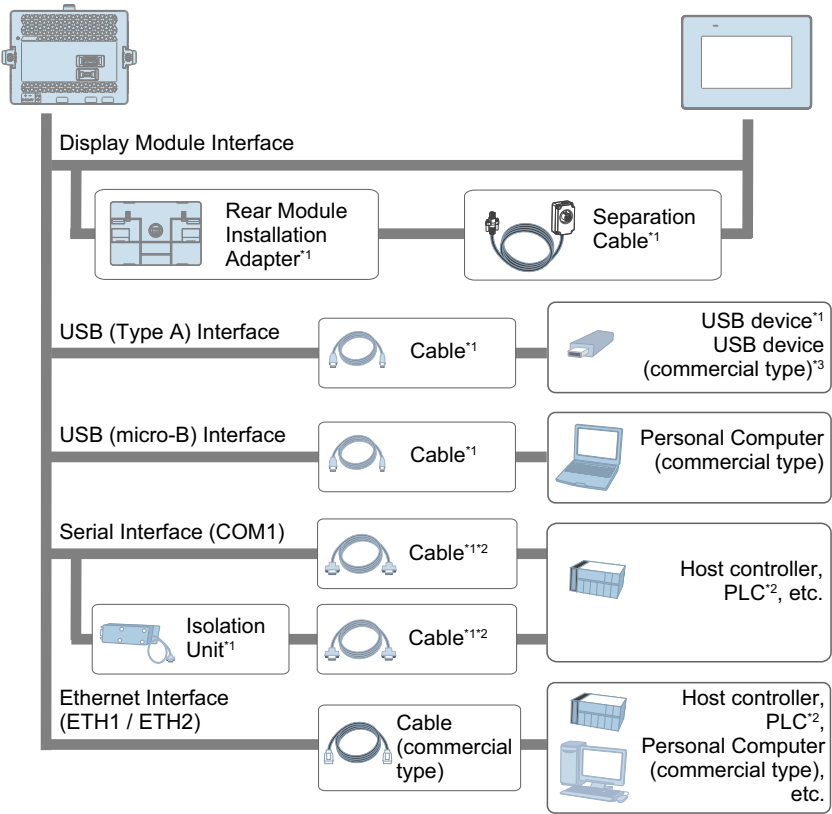 Display Module Interface
Rear Module
Installation
Adapter*1
Separation
Cable*1
USB (Type A) Interface
Cable*1
USB device*1
USB device
(commercial type)*3
USB (micro-B) Interface
Cable*1
Personal Computer
(commercial type)
Serial Interface (COM1)
Cable*1*2
Host controller,
PLC*2, etc.
Isolation
Unit*1
Cable*1*2
Ethernet Interface
(ETH1 / ETH2)
Cable
(commercial
type)
Host controller,
PLC*2,
Personal Computer
(commercial type),
etc.